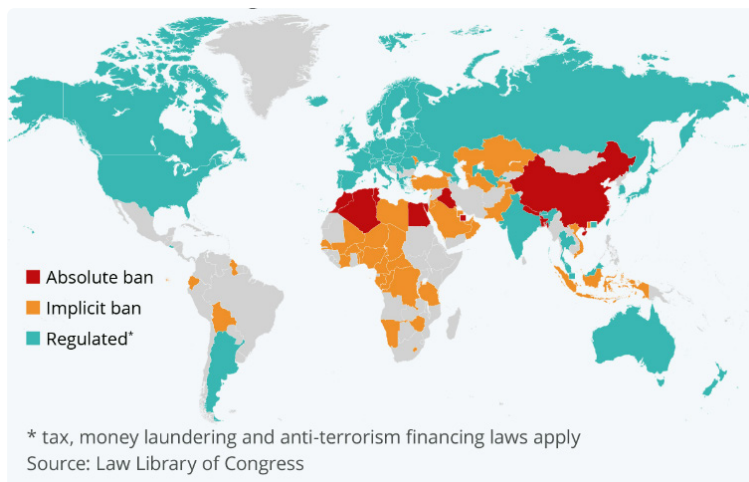 Absolute ban
Implicit ban
Regulated*
* tax, money laundering and anti-terrorism financing laws apply
Source: Law Library of Congress